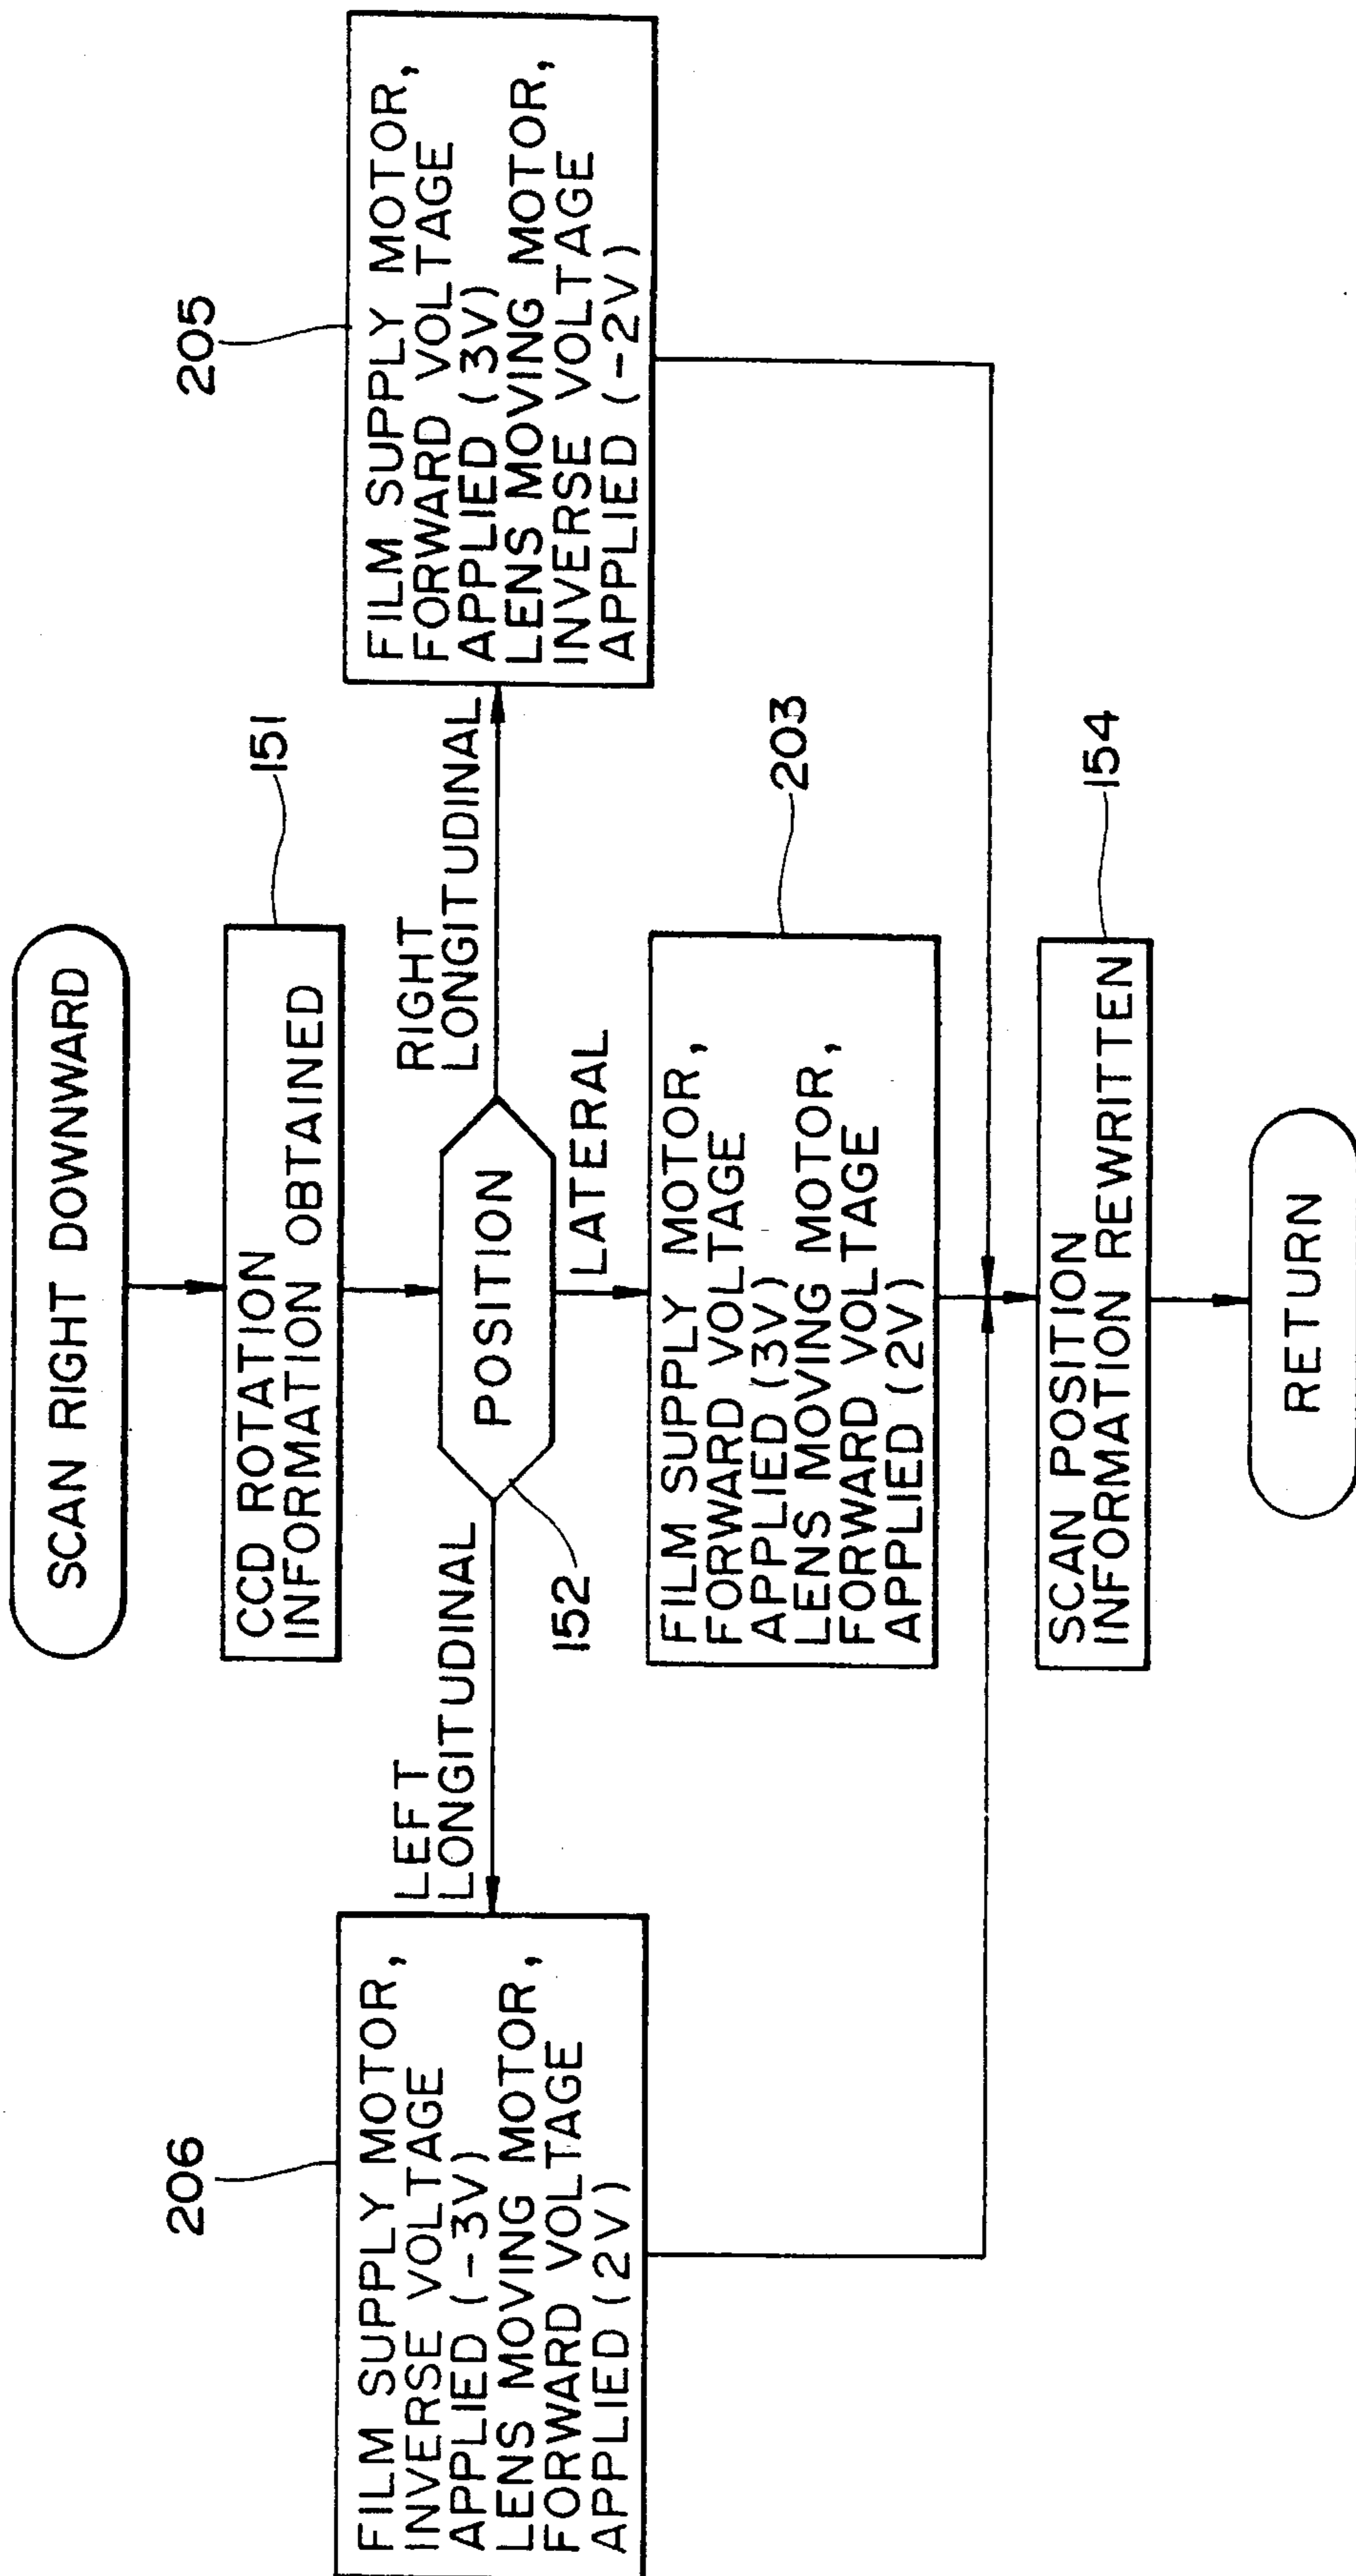 SCAN RIGHT DOWNWARD
CCD ROTATION
INFORMATION OBTAINED
151
POSITION
152
LEFT
LONGITUDINAL
RIGHT
LONGITUDINAL
LATERAL
206
FILM SUPPLY MOTOR,
INVERSE VOLTAGE
APPLIED (-3V)
LENS MOVING MOTOR,
FORWARD VOLTAGE
APPLIED (2V)
203
FILM SUPPLY MOTOR,
FORWARD VOLTAGE
APPLIED (3V)
LENS MOVING MOTOR,
FORWARD VOLTAGE
APPLIED (2V)
205
FILM SUPPLY MOTOR,
FORWARD VOLTAGE
APPLIED (3V)
LENS MOVING MOTOR,
INVERSE VOLTAGE
APPLIED (-2V)
154
SCAN POSITION
INFORMATION REWRITTEN
RETURN